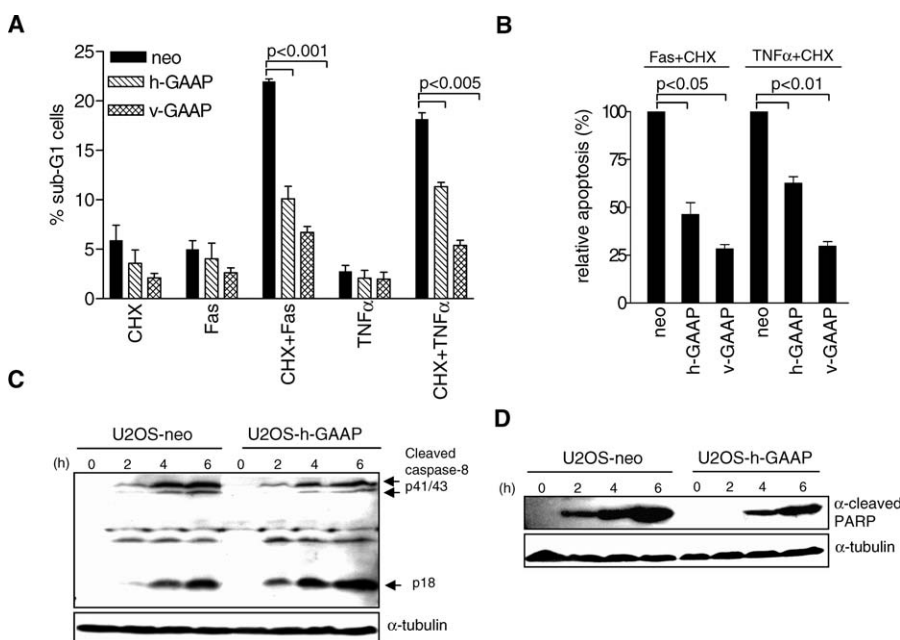 A
25
20
15
10
5
0
% sub-G1 cells
neo
h-GAAP
v-GAAP
p<0.001
p<0.005
CHX
Fas
CHX+Fas
TNFα
CHX+TNFα
B
Fas+CHX
TNFα+CHX
p<0.05
p<0.01
100
75
50
25
0
relative apoptosis (%)
neo
h-GAAP
v-GAAP
neo
h-GAAP
v-GAAP
C
U2OS-neo
U2OS-h-GAAP
(h) 0 2 4 6 0 2 4 6
Cleaved
caspase-8
p41/43
p18
α-tubulin
D
U2OS-neo
U2OS-h-GAAP
(h) 0 2 4 6 0 2 4 6
α-cleaved
PARP
α-tubulin